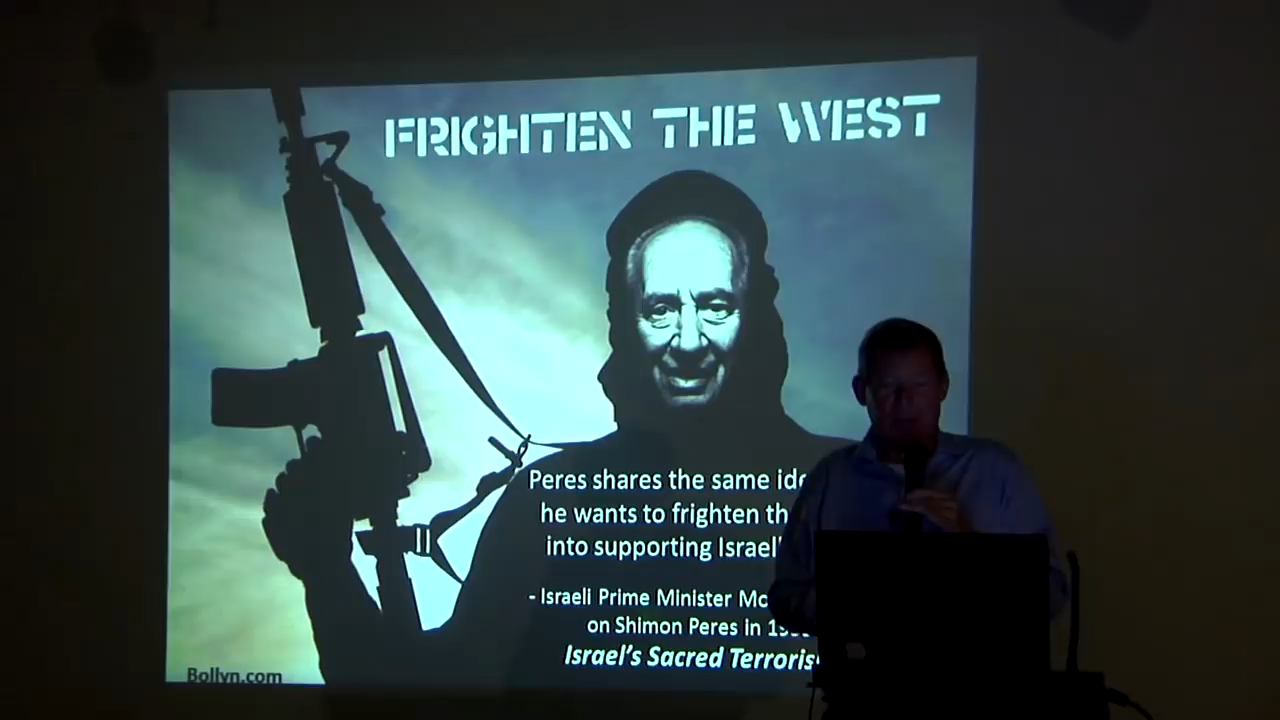 FRIGHTEN THE WEST
Peres shares the same
he wants to frighten
into supporting
- Israeli Prime Minister
on Shimon Peres in
Israel's Sacred
Bollyn.com